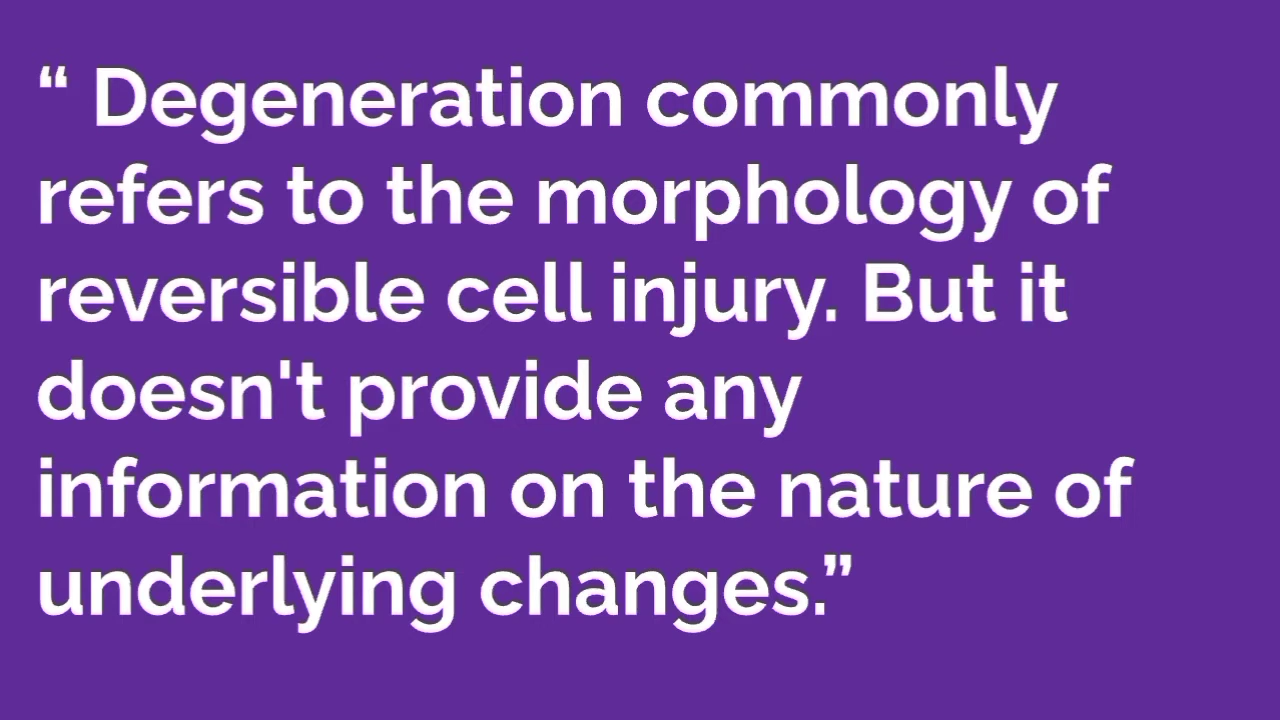 “ Degeneration commonly
refers to the morphology of
reversible cell injury. But it
doesn't provide any
information on the nature of
underlying changes.”